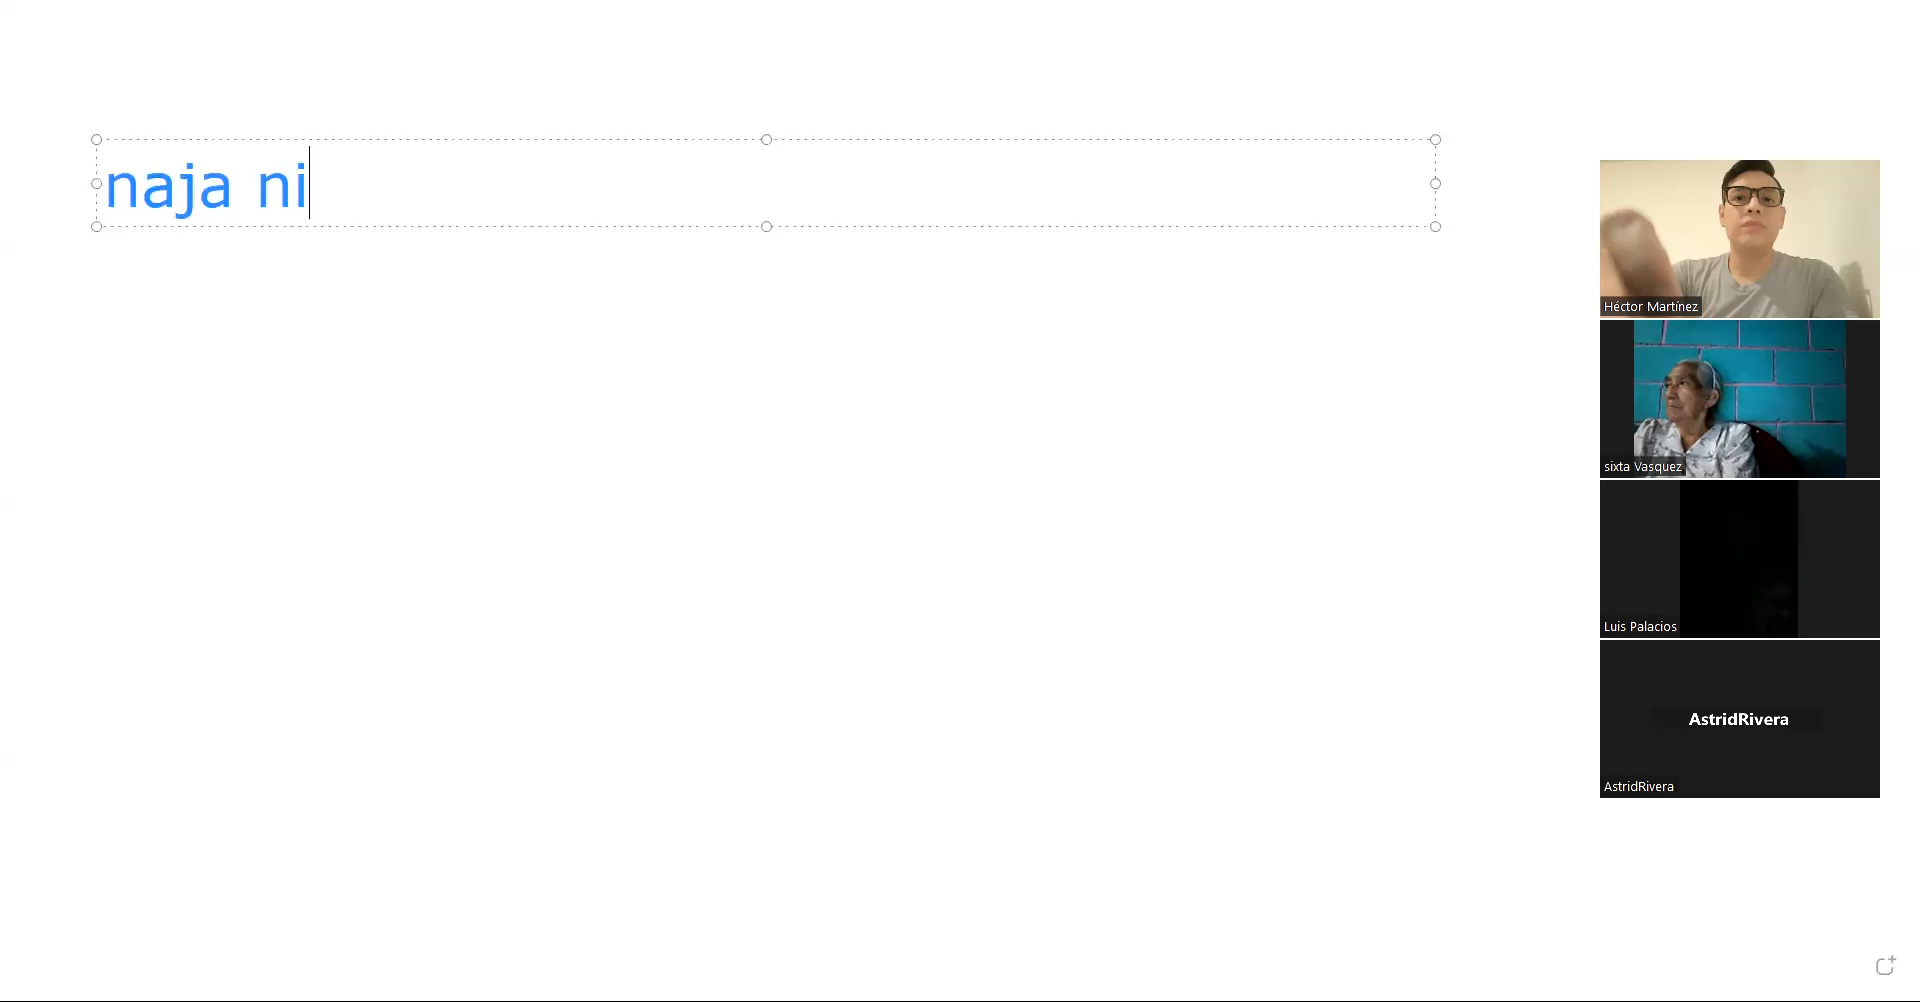 naja ni
Héctor Martínez
sixta Vasquez
Luis Palacios
AstridRivera
AstridRivera